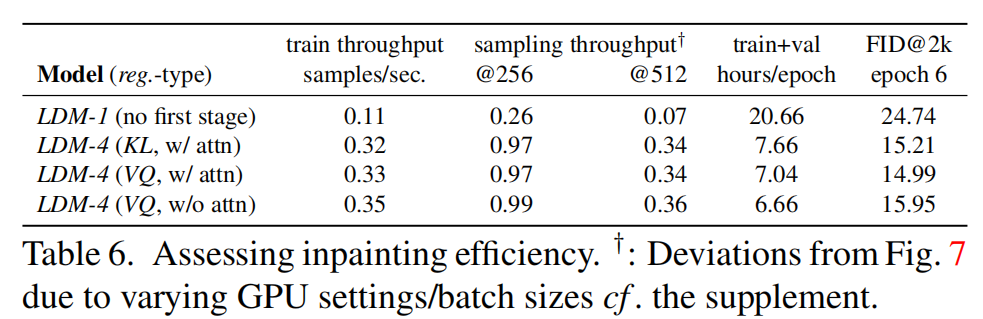 train throughput sampling throughput† train+val FID@2k
Model (reg.-type) samples/sec. @256 @512 hours/epoch epoch 6
LDM-1 (no first stage) 0.11 0.26 0.07 20.66 24.74
LDM-4 (KL, w/ attn) 0.32 0.97 0.34 7.66 15.21
LDM-4 (VQ, w/ attn) 0.33 0.97 0.34 7.04 14.99
LDM-4 (VQ, w/o attn) 0.35 0.99 0.36 6.66 15.95
Table 6. Assessing inpainting efficiency. †: Deviations from Fig. 7
due to varying GPU settings/batch sizes cf. the supplement.